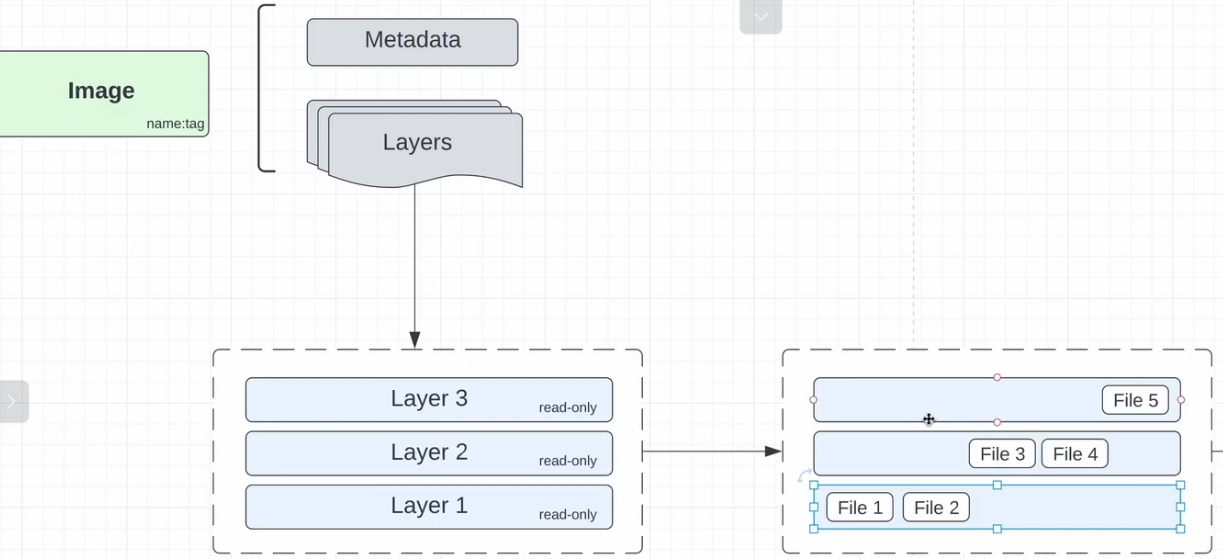 Metadata
Image
name:tag
Layers
Layer 3
read-only
Layer 2
read-only
Layer 1
read-only
File 5
File 3 File 4
File 1 File 2